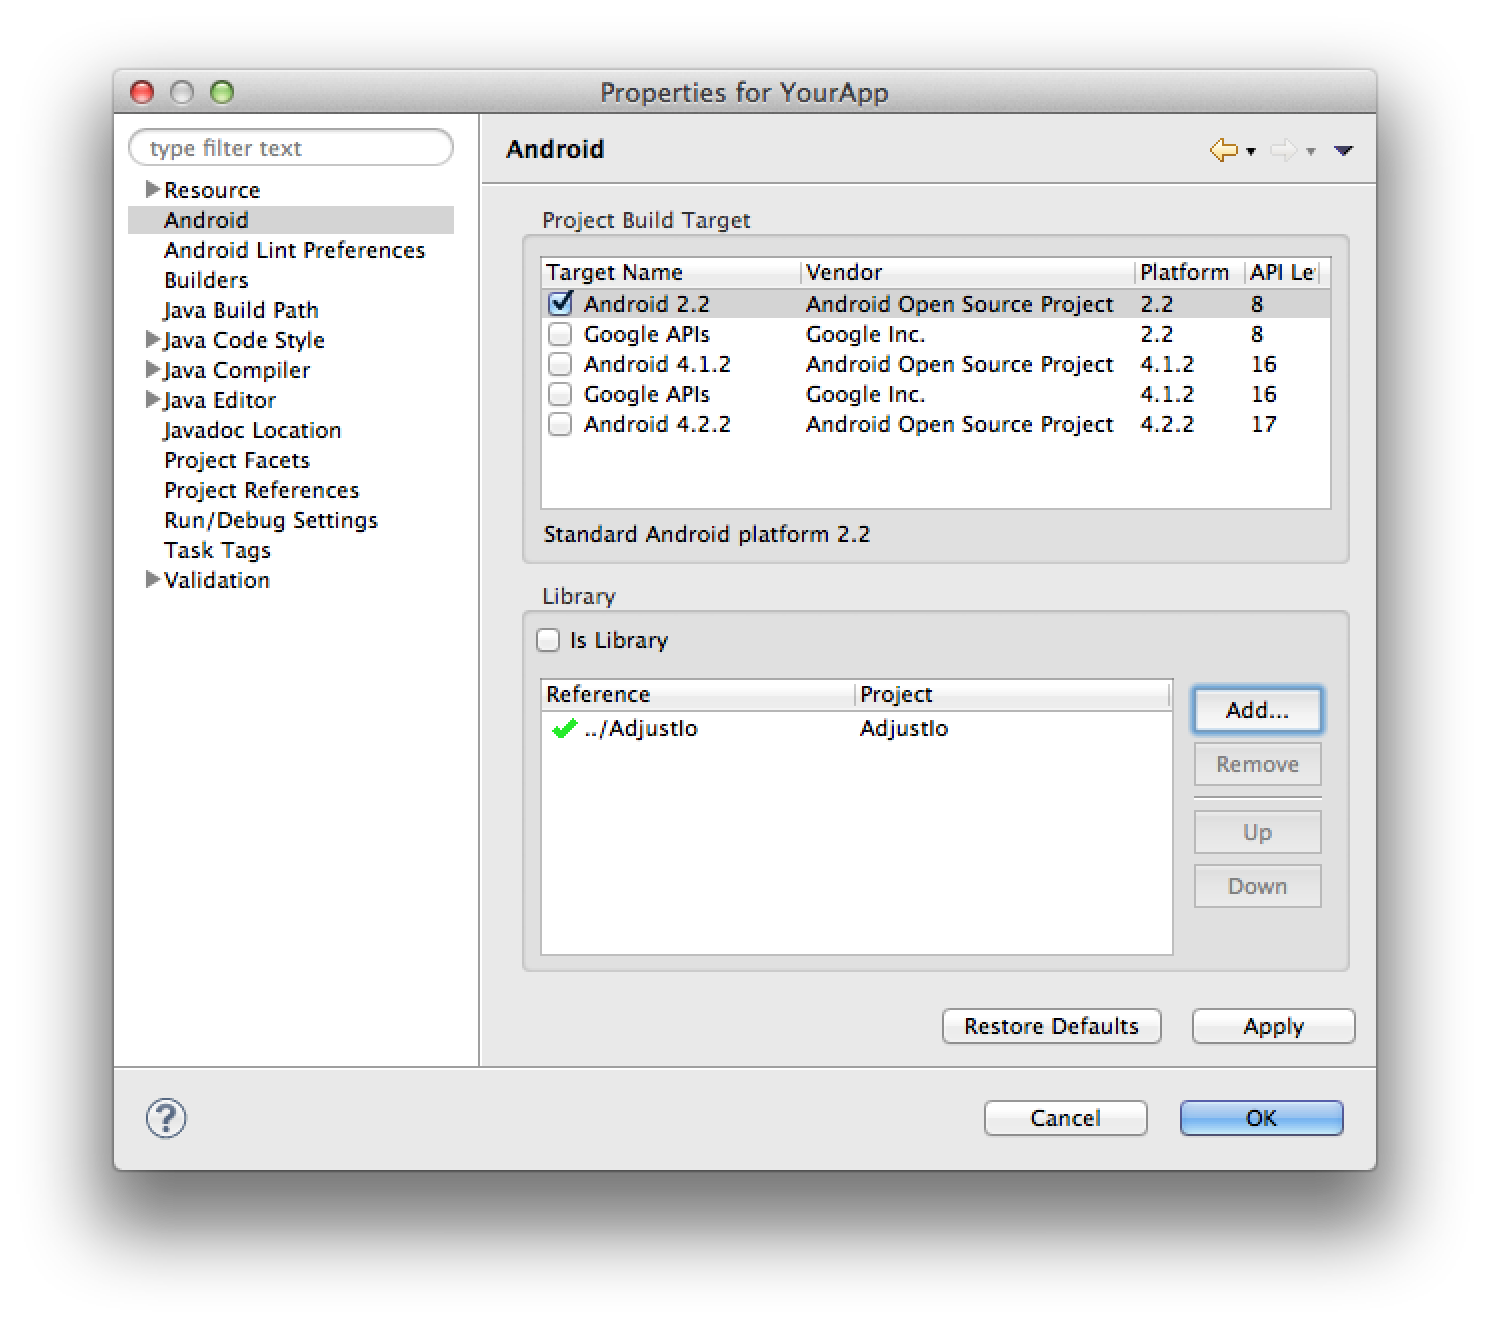 Properties for YourApp
type filter text
Resource
Android
Android Lint Preferences
Builders
Java Build Path
Java Code Style
Java Compiler
Java Editor
Javadoc Location
Project Facets
Project References
Run/Debug Settings
Task Tags
Validation
Android
Project Build Target
Target Name Vendor Platform API Le
Android 2.2 Android Open Source Project 2.2 8
Google APIs Google Inc. 2.2 8
Android 4.1.2 Android Open Source Project 4.1.2 16
Google APIs Google Inc. 4.1.2 16
Android 4.2.2 Android Open Source Project 4.2.2 17
Standard Android platform 2.2
Library
Is Library
Reference Project
../AdjustIo AdjustIo
Add...
Remove
Up
Down
Restore Defaults Apply
? Cancel OK